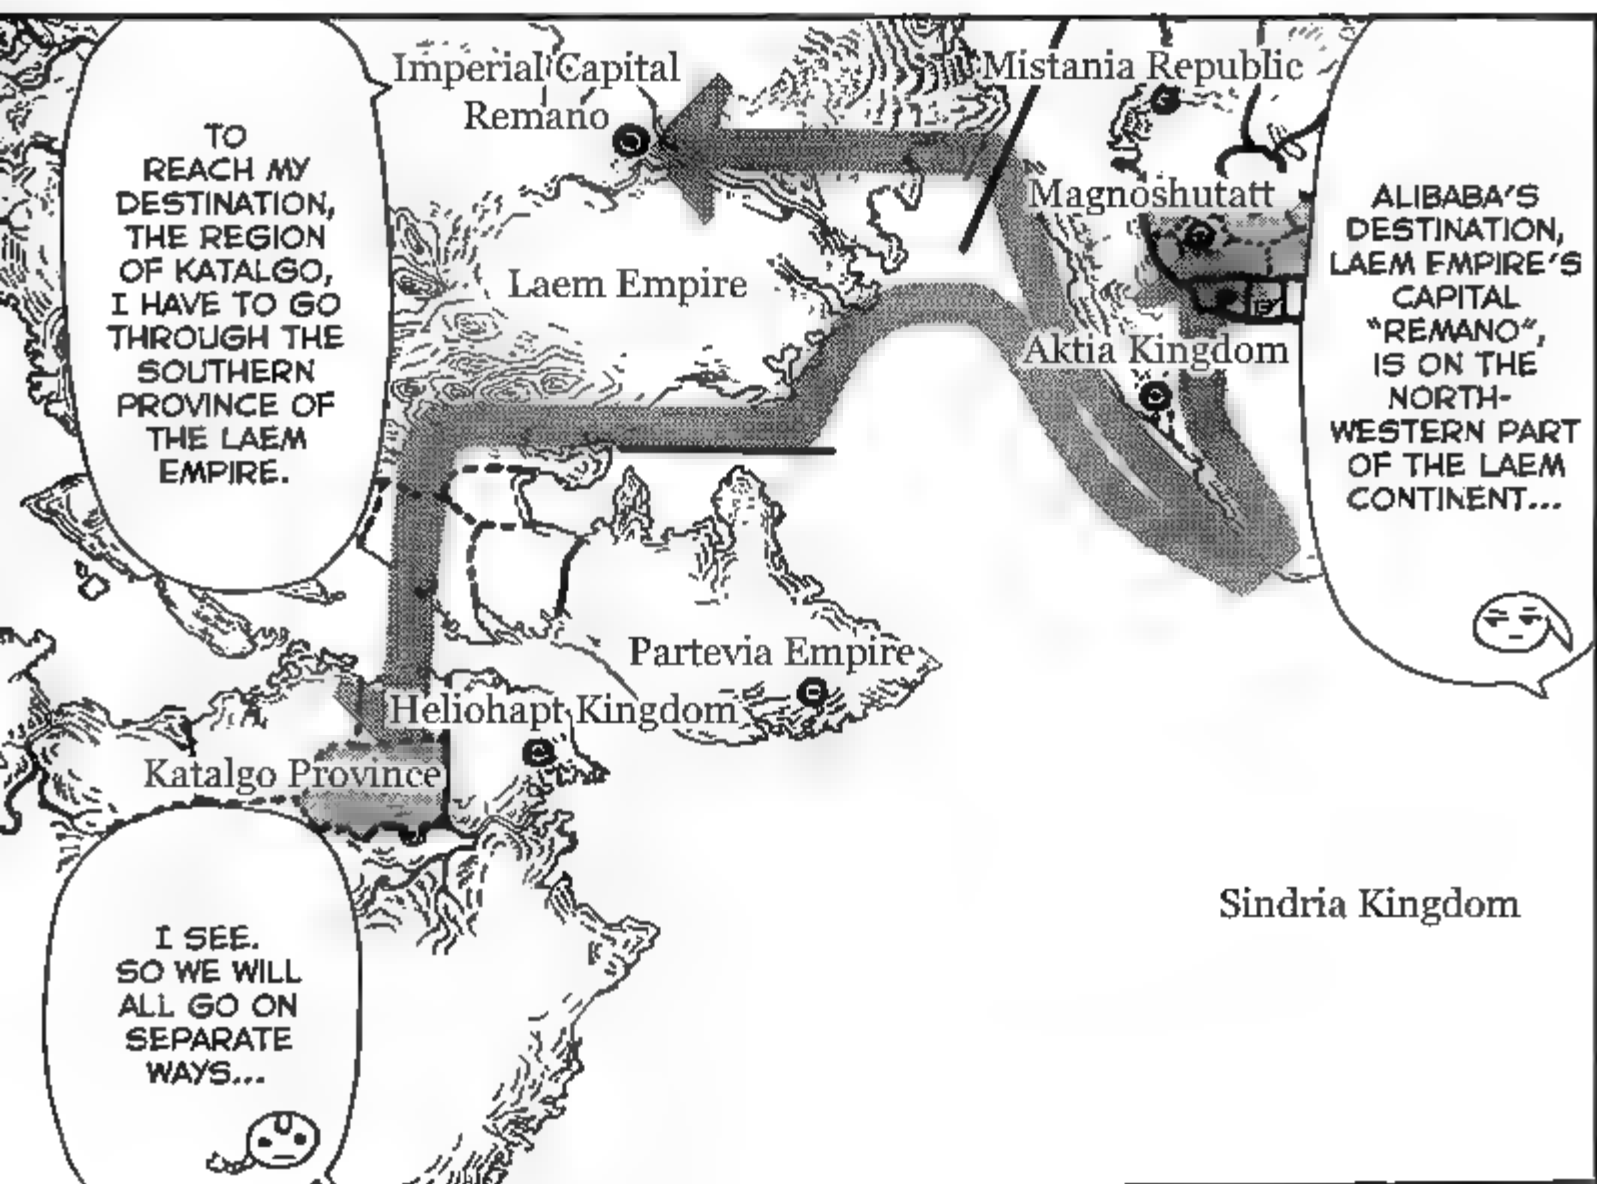 Imperial Capital
Remano
Mistania Republic
Magnoshutatt
Laem Empire
Aktia Kingdom
Partevia Empire
Heliohapt Kingdom
Katalgo Province
Sindria Kingdom
ALIBABA'S
DESTINATION,
LAEM EMPIRE'S
CAPITAL
"REMANO",
IS ON THE
NORTH-
WESTERN PART
OF THE LAEM
CONTINENT...
TO
REACH MY
DESTINATION,
THE REGION
OF KATALGO,
I HAVE TO GO
THROUGH THE
SOUTHERN
PROVINCE OF
THE LAEM
EMPIRE.
I SEE.
SO WE WILL
ALL GO ON
SEPARATE
WAYS...